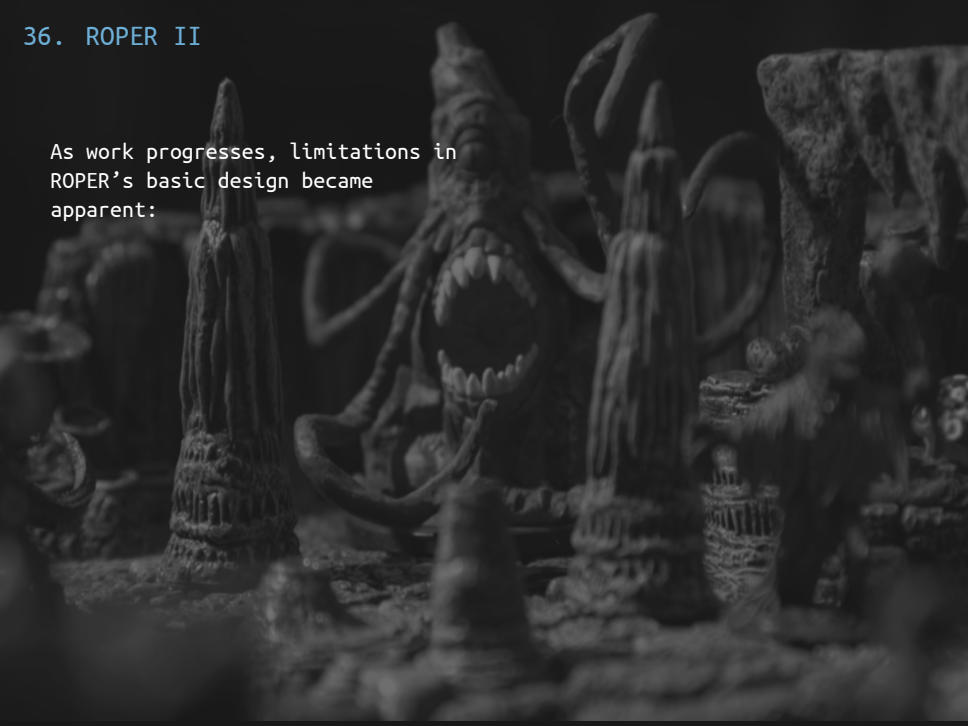 36. ROPER II
As work progresses, limitations in
ROPER’s basic design became
apparent: